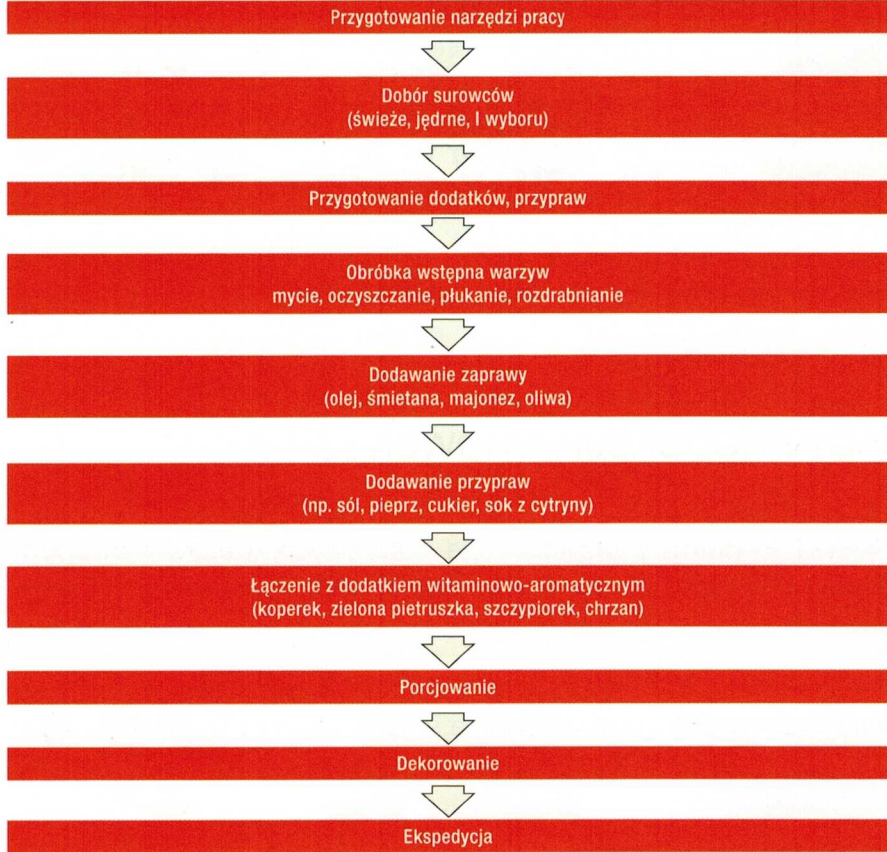 Przygotowanie narzędzi pracy
Dobór surowców
(świeże, jędrne, I wyboru)
Przygotowanie dodatków, przypraw
Obróbka wstępna warzyw
mycie, oczyszczanie, płukanie, rozdrabnianie
Dodawanie zaprawy
(olej, śmietana, majonez, oliwa)
Dodawanie przypraw
(np. sól, pieprz, cukier, sok z cytryny)
Łączenie z dodatkiem witaminowo-aromatycznym
(koperek, zielona pietruszka, szczypiorek, chrzan)
Porcjowanie
Dekorowanie
Ekspedycja